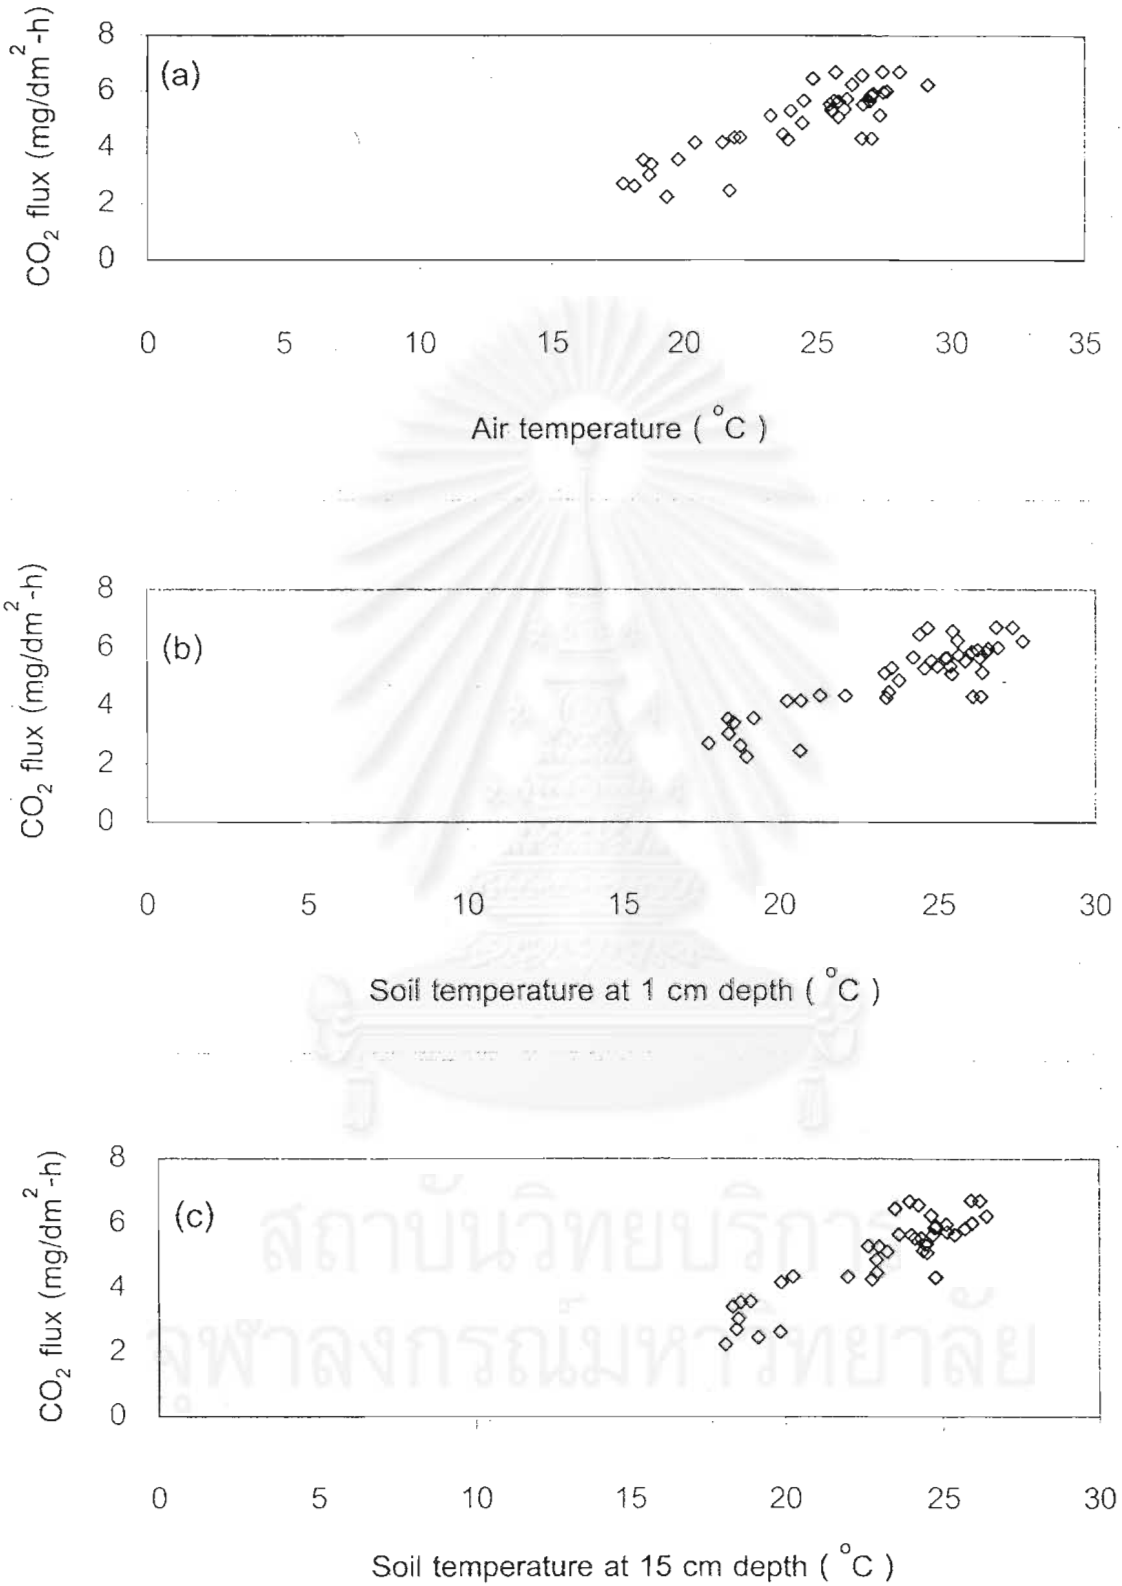 8
(a)
6
4
2
0
CO₂ flux (mg/dm²-h)
0 5 10 15 20 25 30 35
Air temperature ( °C )
8
(b)
6
4
2
0
CO₂ flux (mg/dm²-h)
0 5 10 15 20 25 30
Soil temperature at 1 cm depth ( °C )
8
(c)
6
4
2
0
CO₂ flux (mg/dm²-h)
สถาบันวิทยบริการ
จุฬาลงกรณ์มหาวิทยาลัย
0 5 10 15 20 25 30
Soil temperature at 15 cm depth ( °C )